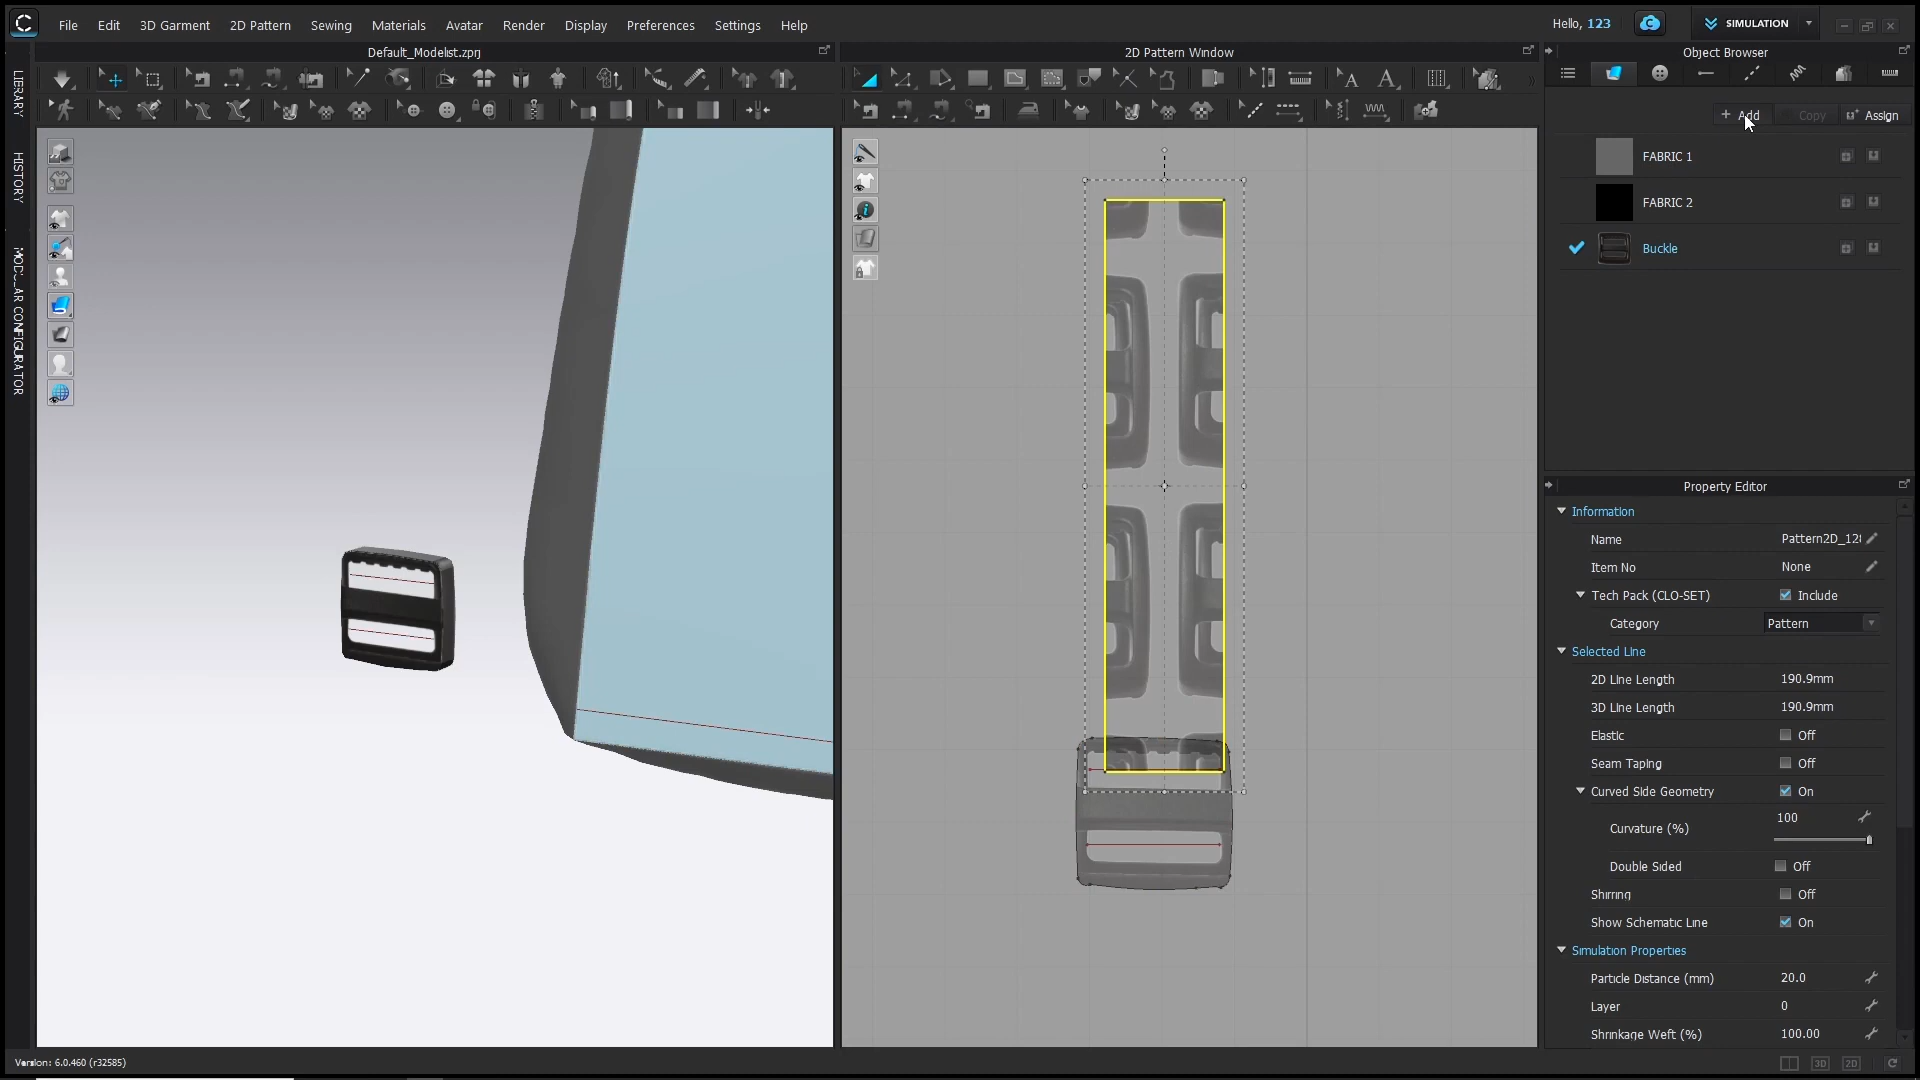 File Edit 3D Garment 2D Pattern Sewing Materials Avatar Render Display Preferences Settings Help
Hello, 123
SIMULATION
Default_Modelist.zprj
2D Pattern Window
Object Browser
LIBRARY
HISTORY
MODULAR CONFIGURATOR
+ Add
Copy
Assign
FABRIC 1
FABRIC 2
Buckle
Property Editor
Information
Name Pattern2D_12
Item No None
Tech Pack (CLO-SET) Include
Category Pattern
Selected Line
2D Line Length 190.9mm
3D Line Length 190.9mm
Elastic Off
Seam Taping Off
Curved Side Geometry On
Curvature (%) 100
Double Sided Off
Shirring Off
Show Schematic Line On
Simulation Properties
Particle Distance (mm) 20.0
Layer 0
Shrinkage Weft (%) 100.00
Version: 6.0.460 (r32585)
3D
2D